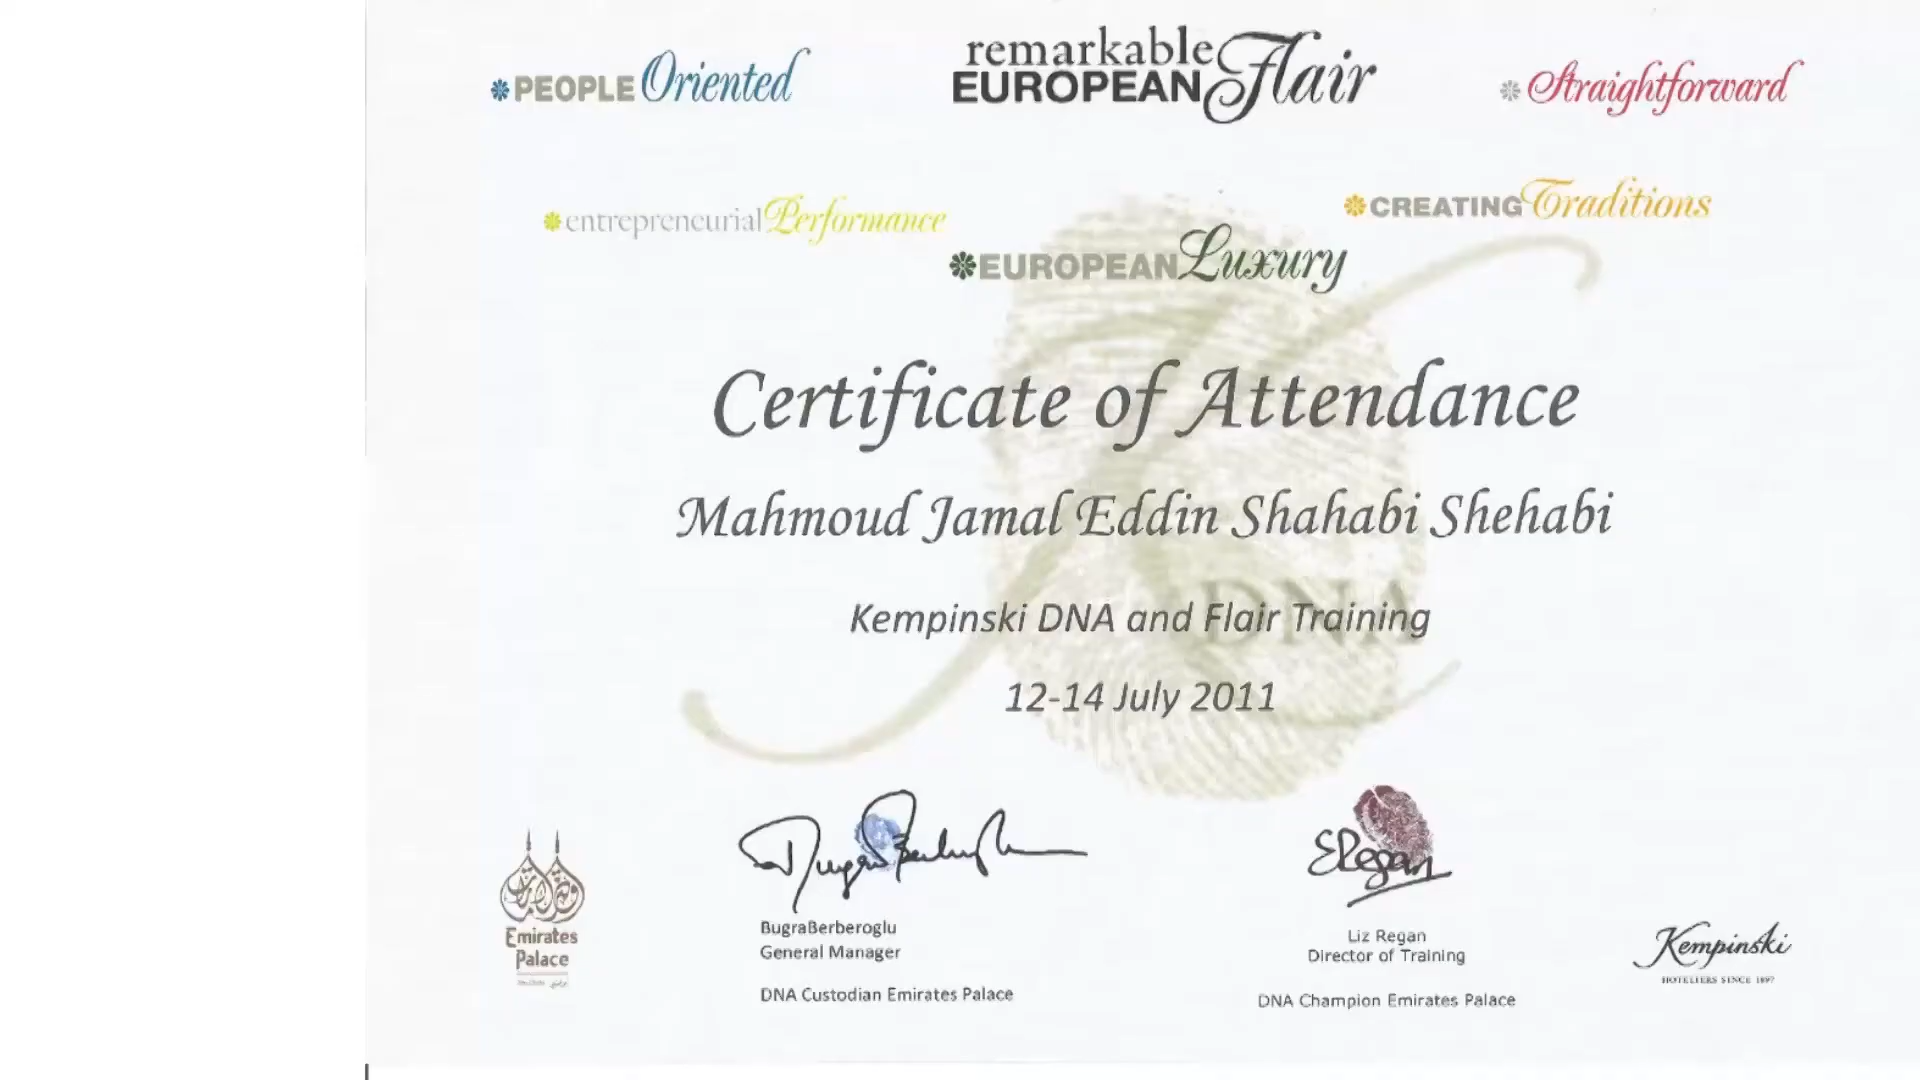 remarkable
EUROPEAN Flair
PEOPLE Oriented
Straightforward
entrepreneurial Performance
CREATING Traditions
EUROPEAN Luxury
Certificate of Attendance
Mahmoud Jamal Eddin Shahabi Shehabi
DNA
Kempinski DNA and Flair Training
12-14 July 2011
BugraBerberoglu
General Manager
DNA Custodian Emirates Palace
ERegan
Liz Regan
Director of Training
DNA Champion Emirates Palace
Emirates
Palace
Kempinski
HOTELIERS SINCE 1897